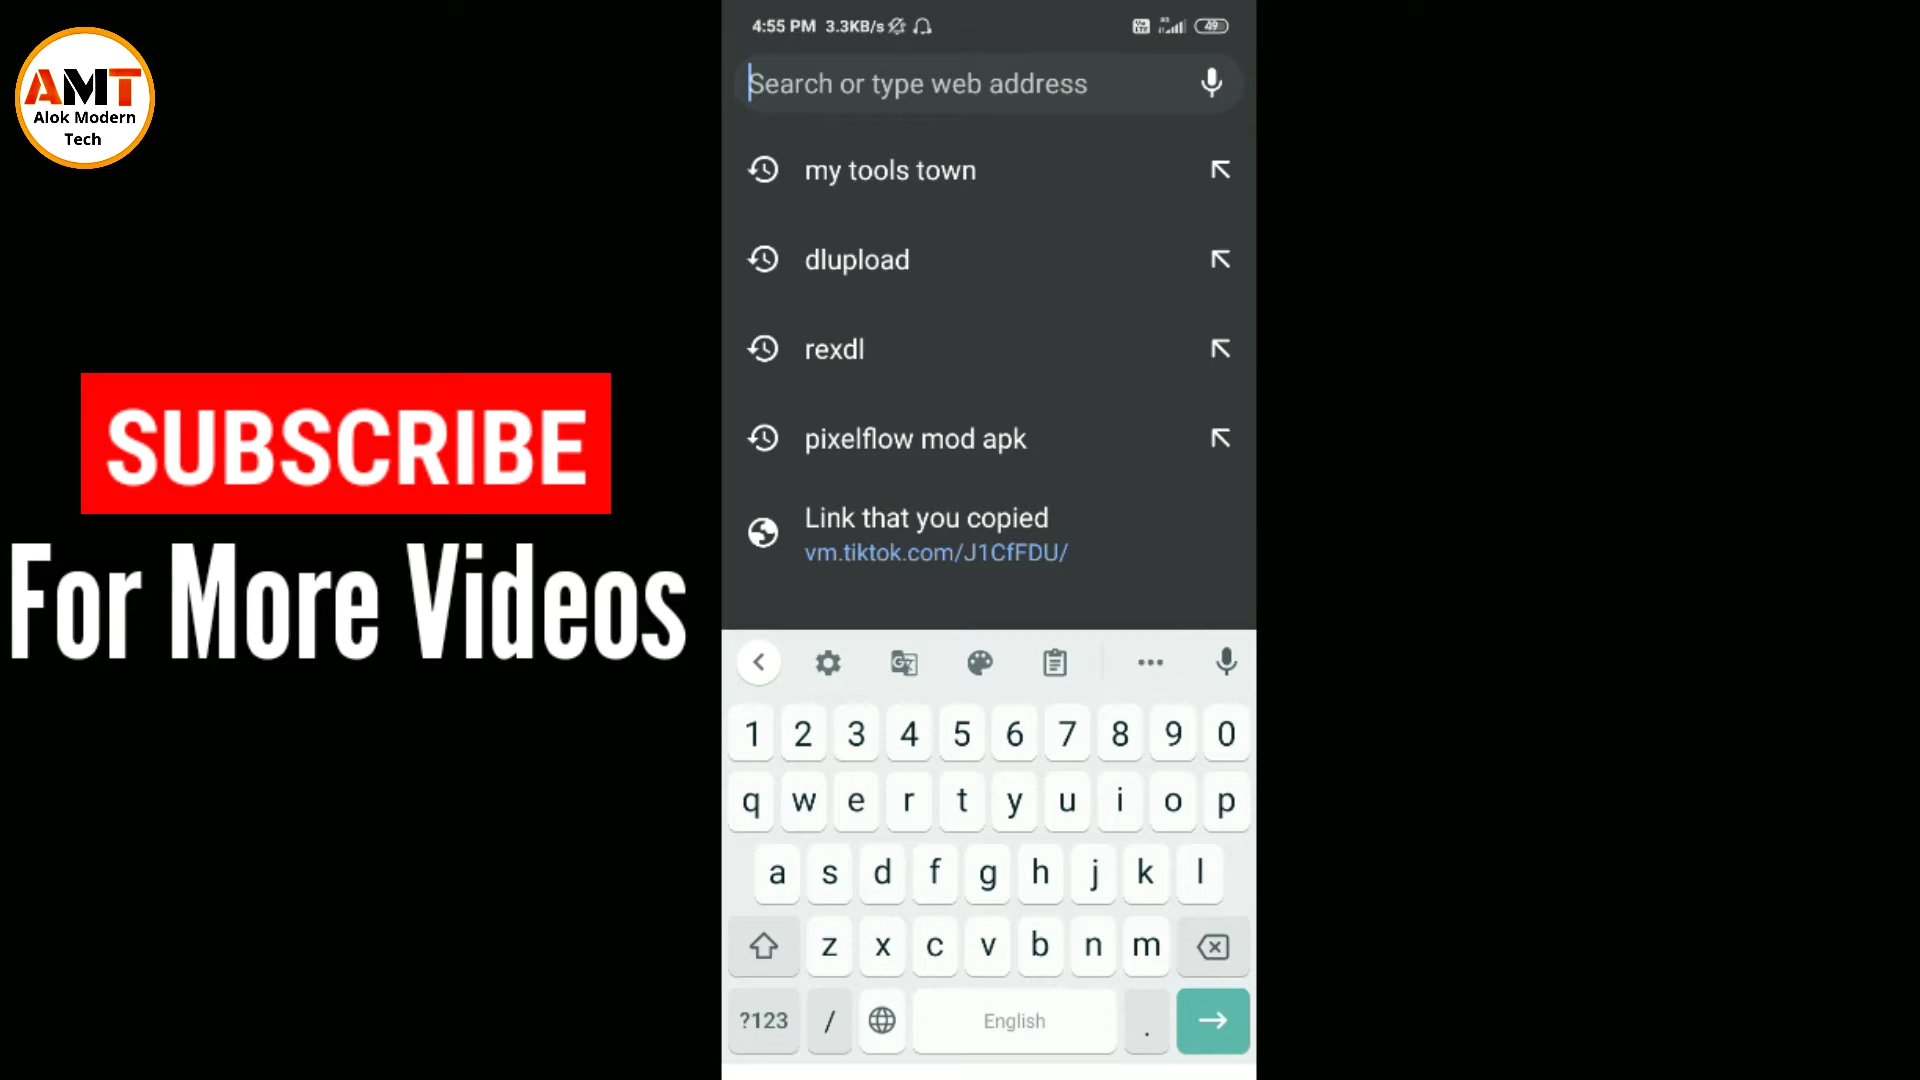 AMT
Alok Modern
Tech
SUBSCRIBE
For More Videos
4:55 PM 3.3KB/s
49
Search or type web address
my tools town
dlupload
rexdl
pixelflow mod apk
Link that you copied
vm.tiktok.com/J1CfFDU/
1 2 3 4 5 6 7 8 9 0
q w e r t y u i o p
a s d f g h j k l
z x c v b n m
?123 / English .